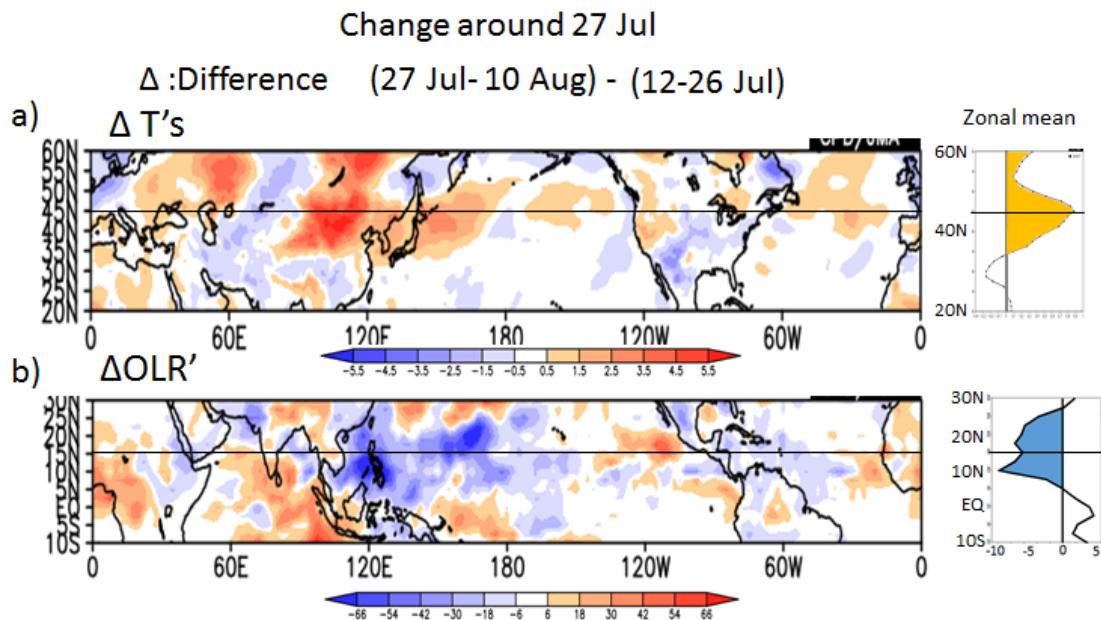 Change around 27 Jul
Δ :Difference (27 Jul- 10 Aug) - (12-26 Jul)
a)
Δ T's
Zonal mean
60N
55N
45N
40N
35N
30N
25N
20N
0
60E
120E
180
120W
60W
0
60N
40N
20N
-5.5 -4.5 -3.5 -2.5 -1.5 -0.5 0.5 1.5 2.5 3.5 4.5 5.5
b)
ΔOLR'
30N
20N
10N
EQ
5S
10S
0
60E
120E
180
120W
60W
0
30N
20N
10N
EQ
10S
-10 -5 0 5
-66 -54 -42 -30 -18 -6 6 18 30 42 54 66